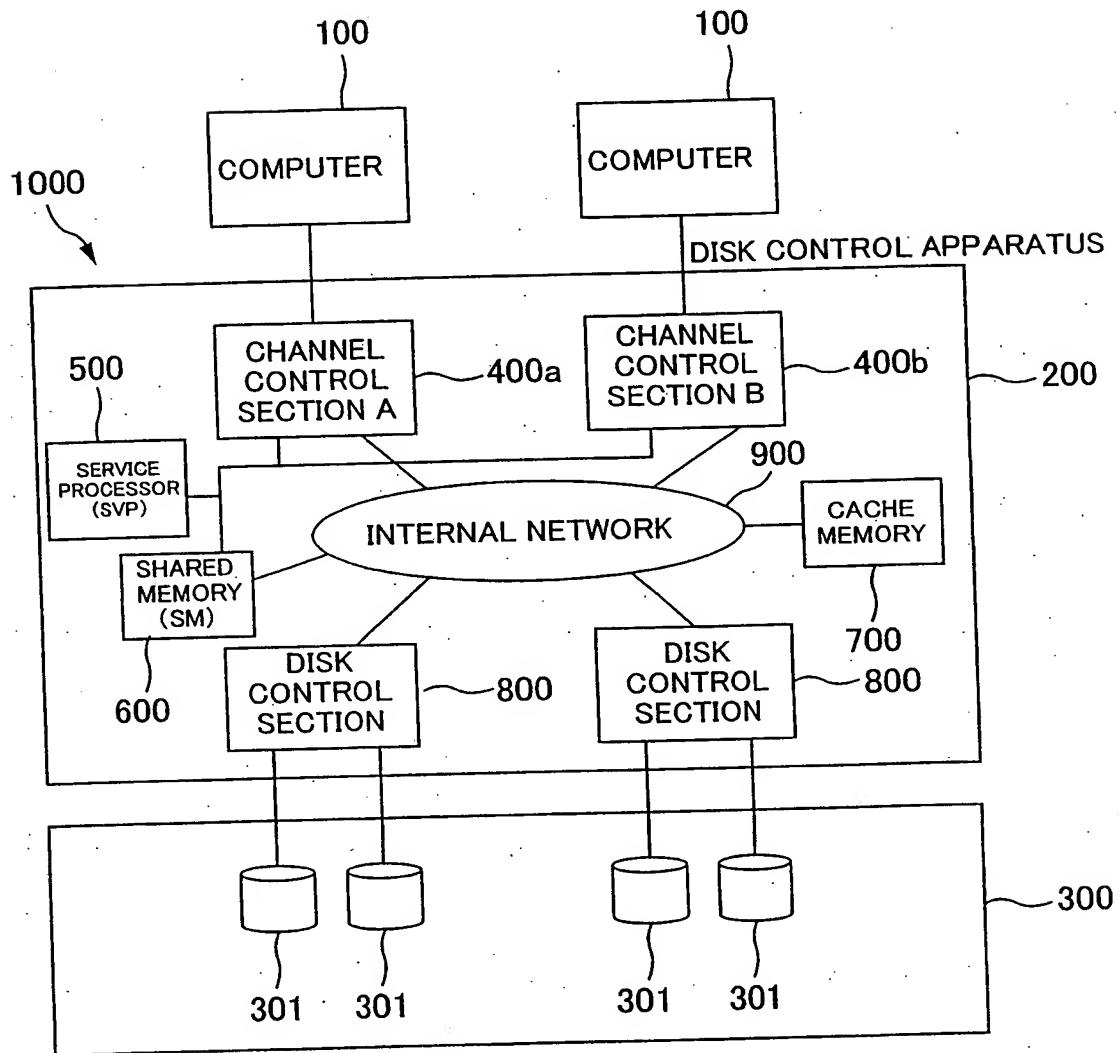 100
100
COMPUTER
COMPUTER
1000
DISK CONTROL APPARATUS
CHANNEL
CONTROL
SECTION A
400a
CHANNEL
CONTROL
SECTION B
400b
200
500
SERVICE
PROCESSOR
(SVP)
900
INTERNAL NETWORK
CACHE
MEMORY
SHARED
MEMORY
(SM)
700
600
DISK
CONTROL
SECTION
800
DISK
CONTROL
SECTION
800
300
301
301
301
301